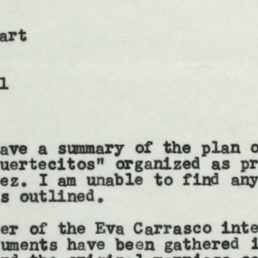 art
l
ave a summary of the plan o
uertecitos" organized as pr
ez. I am unable to find any
s outlined.
er of the Eva Carrasco inte
uments have been gathered i